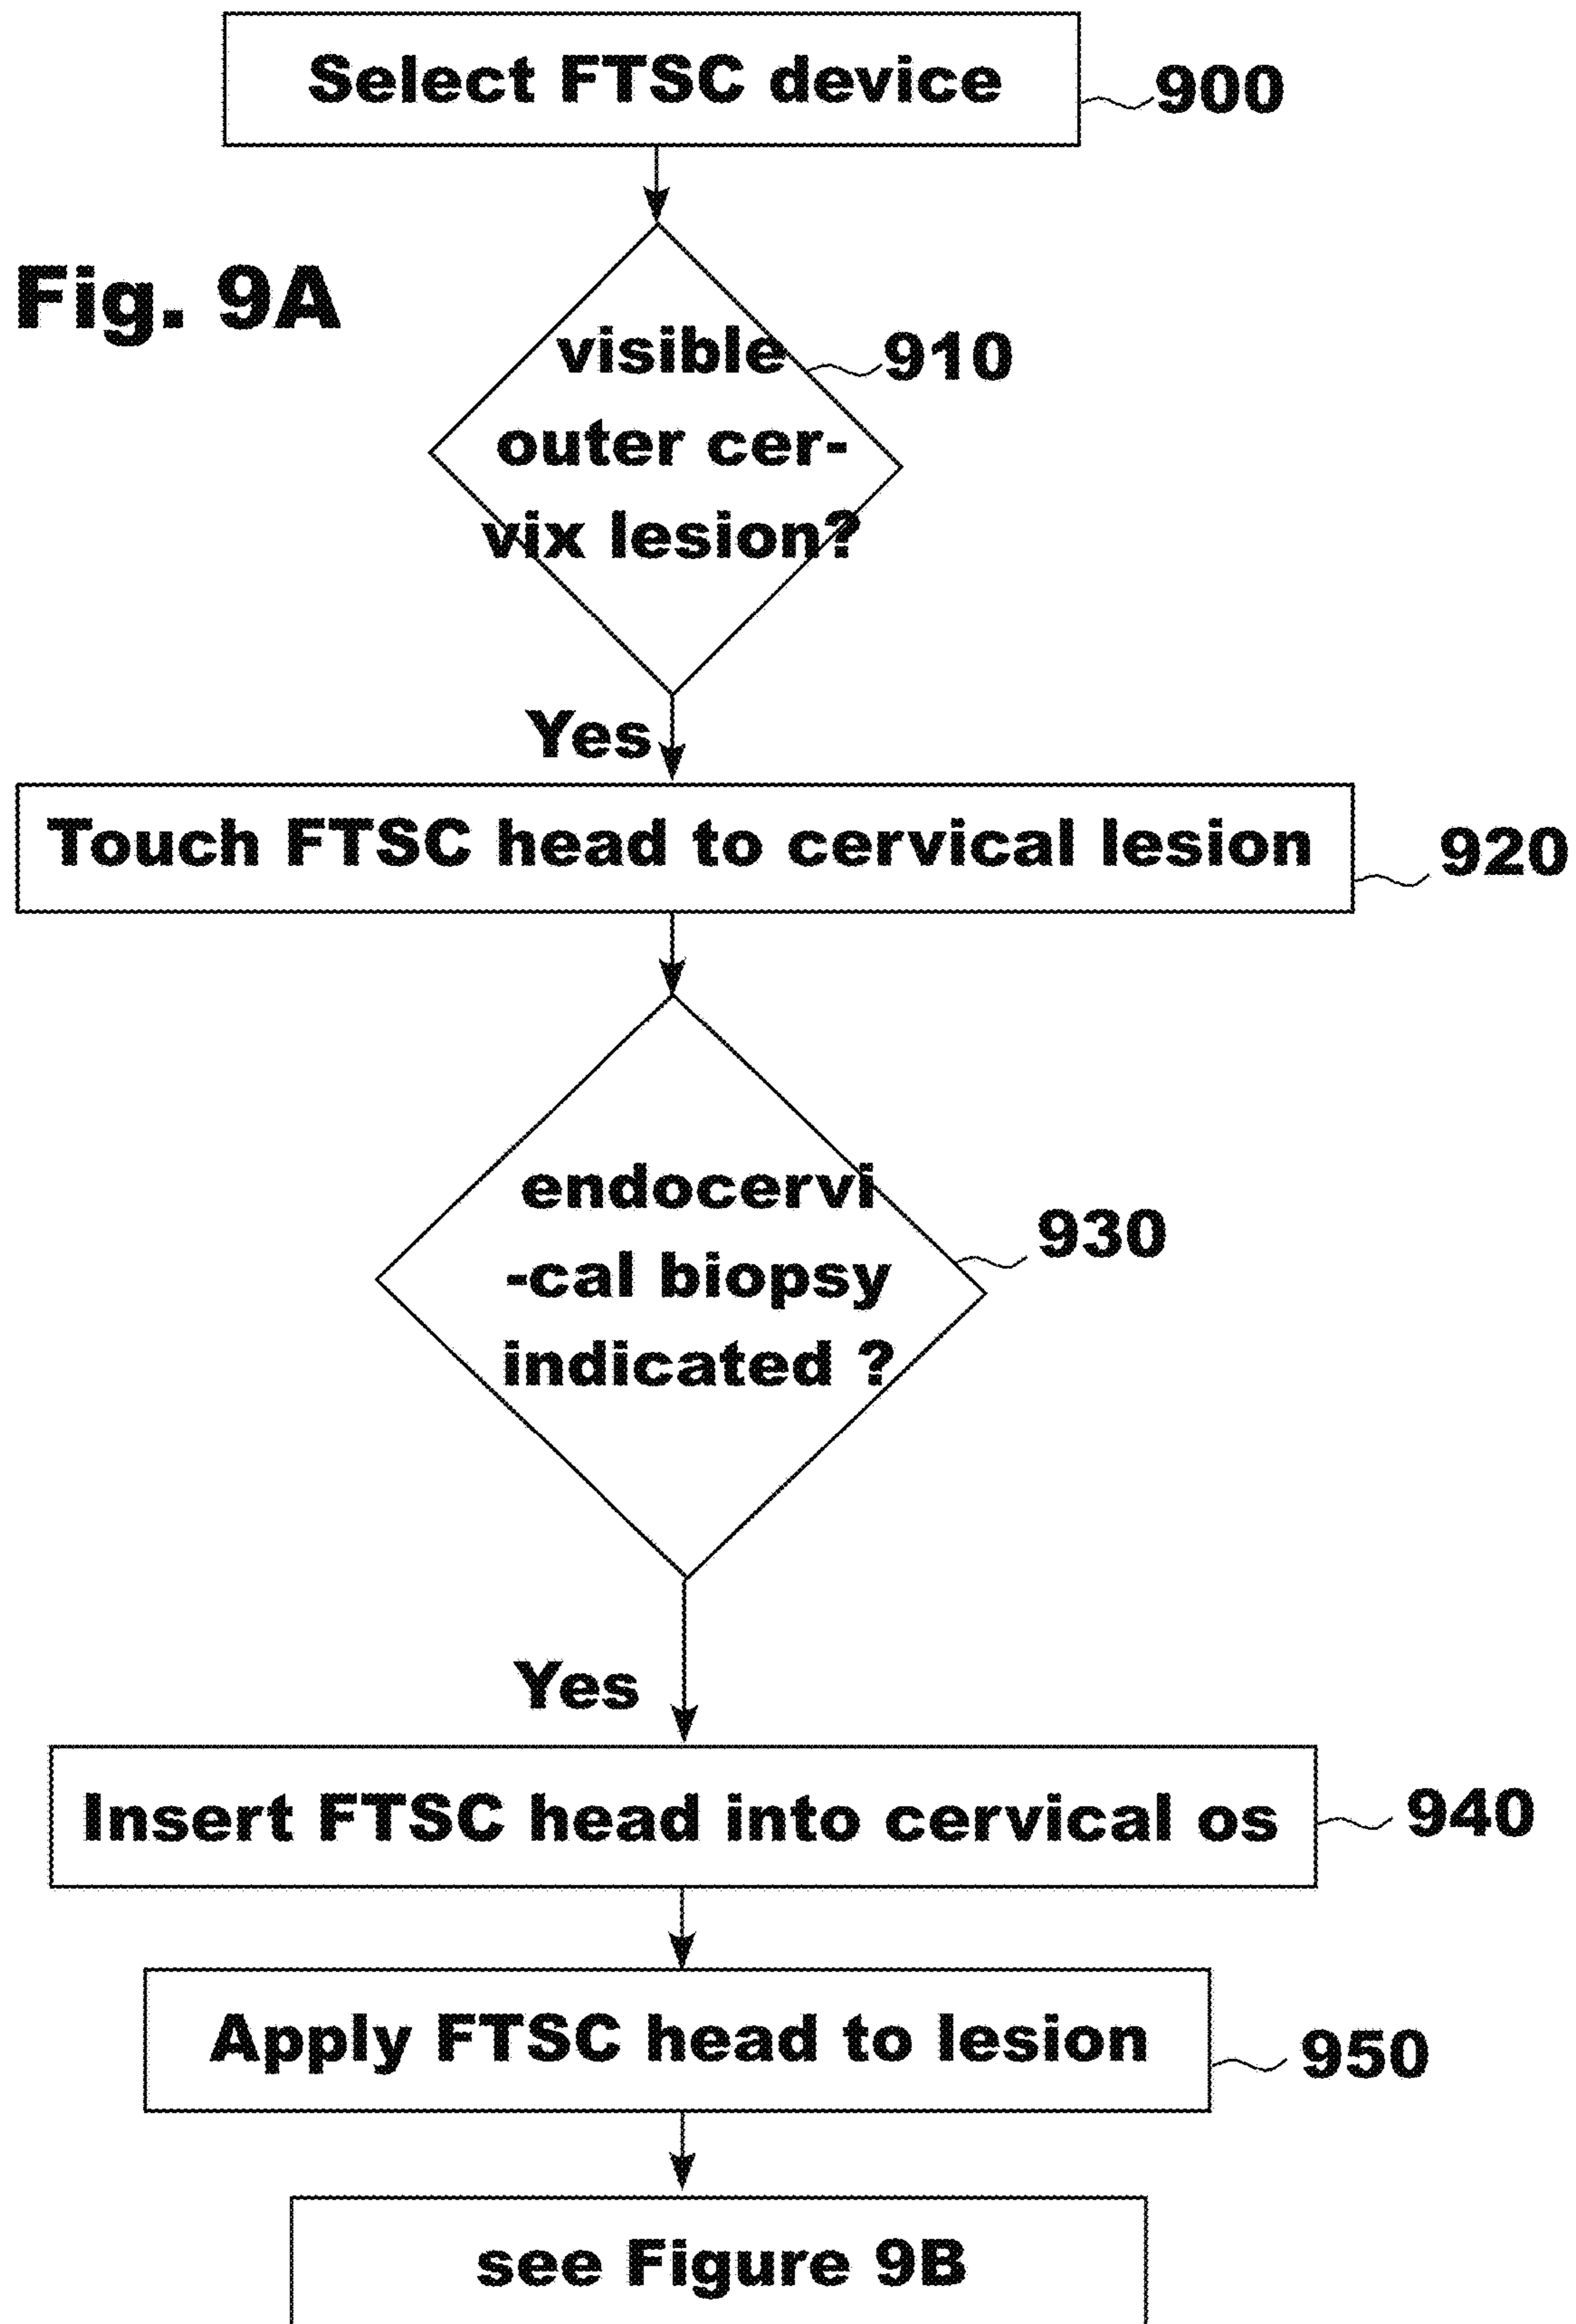 Select FTSC device
900
Fig. 9A
visible
910
outer cer-
vix lesion?
Yes
Touch FTSC head to cervical lesion
920
endocervi
930
-cal biopsy
indicated ?
Yes
Insert FTSC head into cervical os
940
Apply FTSC head to lesion
950
see Figure 9B